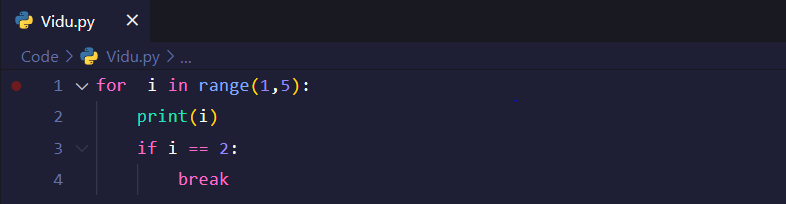 Vidu.py ×
Code > Vidu.py > ...
1 for  i in range(1,5):
2     print(i)
3     if i == 2:
4         break